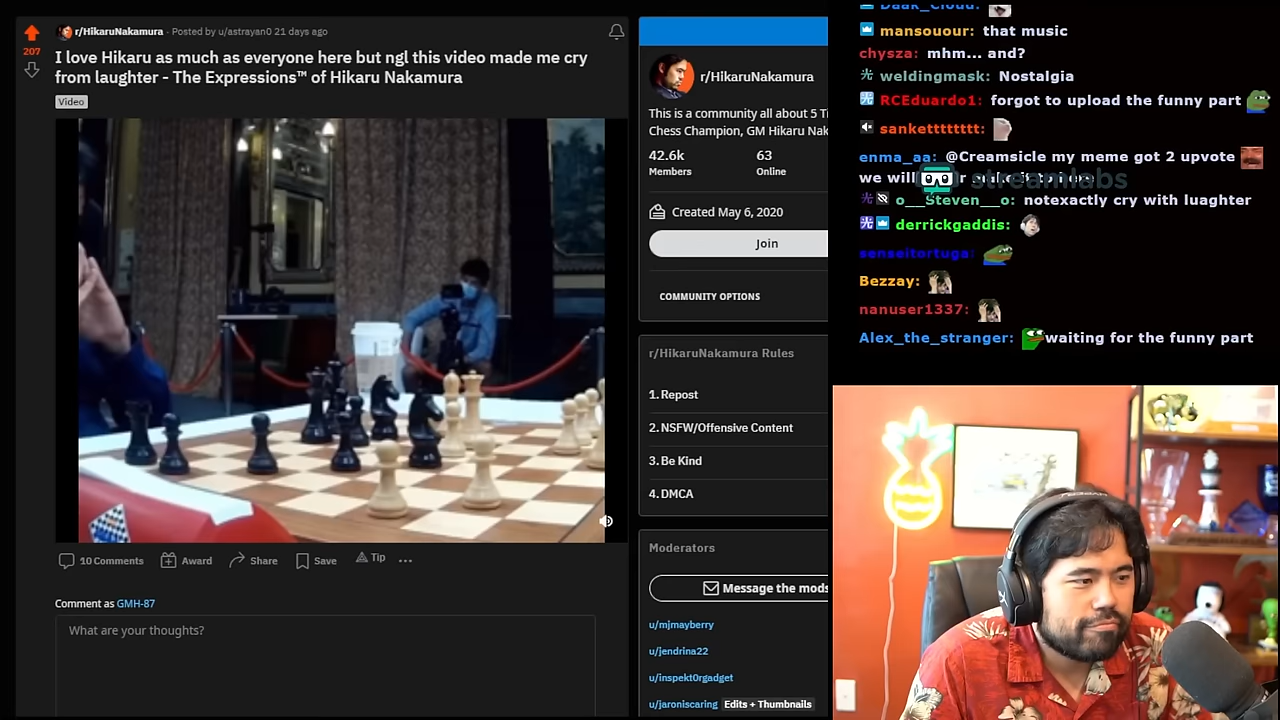 r/HikaruNakamura · Posted by u/astrayan0 21 days ago
207
I love Hikaru as much as everyone here but ngl this video made me cry
from laughter - The Expressions™ of Hikaru Nakamura
Video
10 Comments
Award
Share
Save
Tip
Comment as GMH-87
What are your thoughts?
r/HikaruNakamura
This is a community all about 5 Ti
Chess Champion, GM Hikaru Nak
42.6k
63
Members
Online
Created May 6, 2020
Join
COMMUNITY OPTIONS
r/HikaruNakamura Rules
1. Repost
2. NSFW/Offensive Content
3. Be Kind
4. DMCA
Moderators
Message the mods
u/mjmayberry
u/jendrina22
u/inspekt0rgadget
u/jaroniscaring Edits + Thumbnails
Daak_Cloud:
mansouour: that music
chysza: mhm... and?
weldingmask: Nostalgia
RCEduardo1: forgot to upload the funny part
sankettttttt:
enma_aa: @Creamsicle my meme got 2 upvote
we will
streamlabs
o__Steven__o: notexactly cry with luaghter
derrickgaddis:
senseitortuga:
Bezzay:
nanuser1337:
Alex_the_stranger: waiting for the funny part